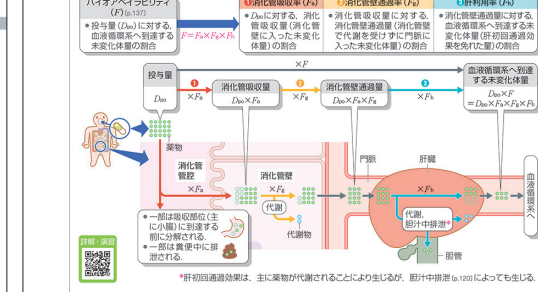 バイオアベイラビリティ
(F)(p.137)
• 投与量(Dpo)に対する,
血液循環系へ到達する
未変化体量の割合
F=Fa×Fg×Fh
❶消化管吸収率(Fa)
• Dpoに対する, 消化
管吸収量(消化管
壁に入った未変化
体量)の割合
❷消化管壁通過率(Fg)
• 消化管吸収量に対する,
消化管壁通過量(消化管壁
で代謝を受けずに門脈に
入った未変化体量)の割合
❸肝利用率(Fh)
• 消化管壁通過量に対する,
血液循環系へ到達する未
変化体量(肝初回通過効
果を免れた量)の割合
×F
投与量
Dpo
❶
×Fa
消化管吸収量
Dpo×Fa
❷
×Fg
消化管壁通過量
Dpo×Fa×Fg
❸
×Fh
血液循環系へ到達
する未変化体量
Dpo×F
=Dpo×Fa×Fg×Fh
薬物
消化管
管腔
×Fa
消化管壁
×Fg
代謝
代謝物
門脈
肝臓
×Fh
代謝,
胆汁中排泄*
胆管
血液循環系へ
• 一部は吸収部位(主
に小腸)に到達する
前に分解される.
• 一部は糞便中に排
泄される.
詳解・演習
*肝初回通過効果は、主に薬物が代謝されることにより生じるが、胆汁中排泄(p.120)によっても生じる.